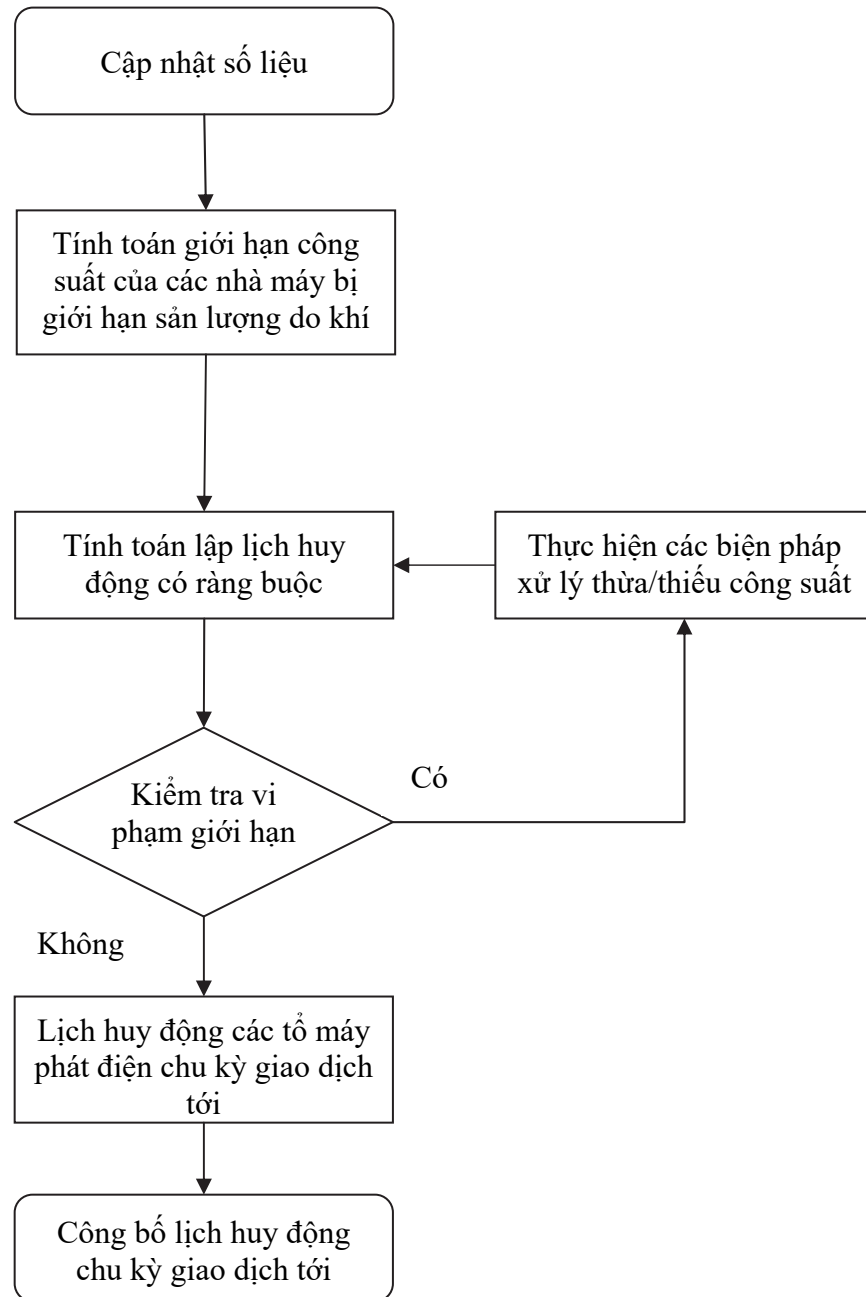 Cập nhật số liệu
Tính toán giới hạn công
suất của các nhà máy bị
giới hạn sản lượng do khí
Tính toán lập lịch huy
động có ràng buộc
Thực hiện các biện pháp
xử lý thừa/thiếu công suất
Kiểm tra vi
phạm giới hạn
Có
Không
Lịch huy động các tổ máy
phát điện chu kỳ giao dịch
tới
Công bố lịch huy động
chu kỳ giao dịch tới